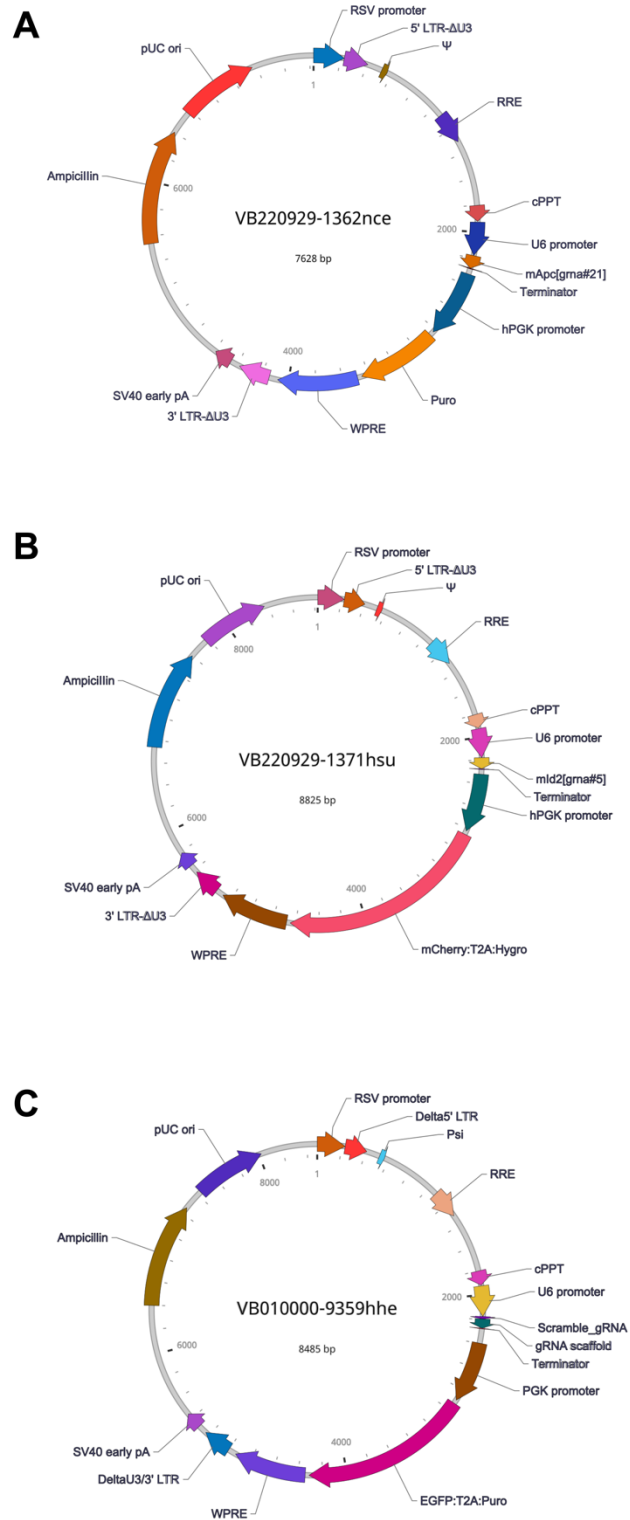 A
RSV promoter
5' LTR-ΔU3
Ψ
pUC ori
1
RRE
Ampicillin
6000
cPPT
2000
VB220929-1362nce
U6 promoter
7628 bp
mApc[grna#21]
Terminator
hPGK promoter
4000
SV40 early pA
Puro
3' LTR-ΔU3
WPRE
B
RSV promoter
5' LTR-ΔU3
Ψ
pUC ori
1
8000
RRE
Ampicillin
cPPT
2000
U6 promoter
VB220929-1371hsu
mId2[grna#5]
8825 bp
Terminator
hPGK promoter
6000
SV40 early pA
4000
3' LTR-ΔU3
WPRE
mCherry:T2A:Hygro
C
RSV promoter
Delta5' LTR
pUC ori
Psi
1
8000
RRE
Ampicillin
cPPT
2000
U6 promoter
VB010000-9359hhe
Scramble_gRNA
gRNA scaffold
8485 bp
Terminator
6000
PGK promoter
SV40 early pA
4000
DeltaU3/3' LTR
EGFP:T2A:Puro
WPRE